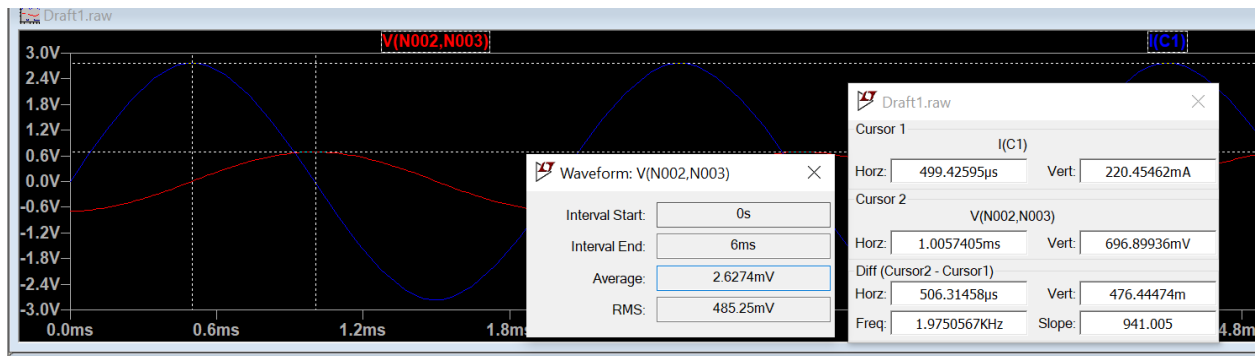 Draft1.raw
V(N002,N003)
I(C1)
3.0V
2.4V
1.8V
1.2V
0.6V
0.0V
-0.6V
-1.2V
-1.8V
-2.4V
-3.0V
0.0ms 0.6ms 1.2ms 1.8m 4.8m
Waveform: V(N002,N003)
Interval Start: 0s
Interval End: 6ms
Average: 2.6274mV
RMS: 485.25mV
Draft1.raw
Cursor 1
I(C1)
Horz: 499.42595µs Vert: 220.45462mA
Cursor 2
V(N002,N003)
Horz: 1.0057405ms Vert: 696.89936mV
Diff (Cursor2 - Cursor1)
Horz: 506.31458µs Vert: 476.44474m
Freq: 1.9750567KHz Slope: 941.005